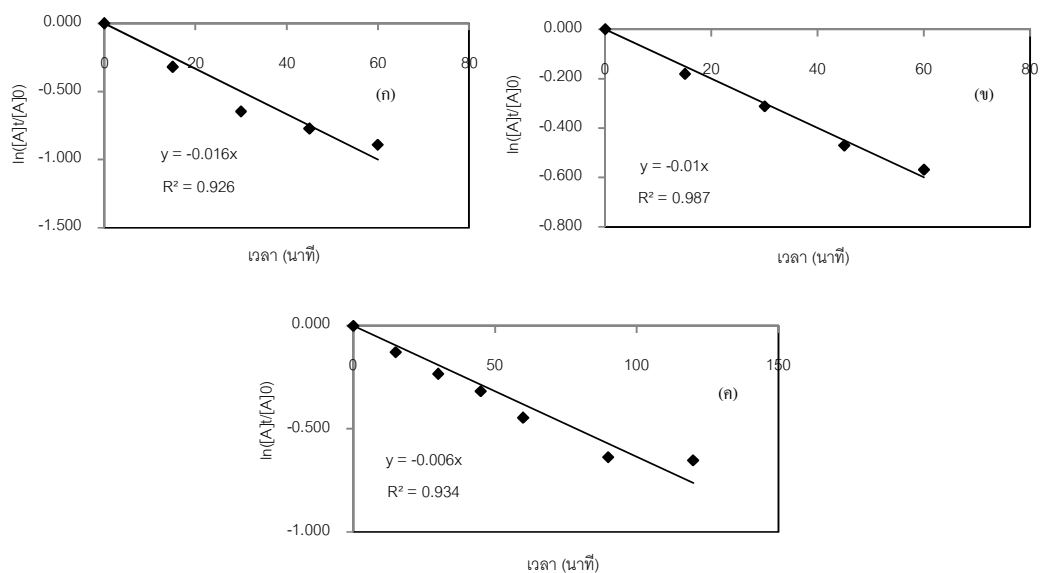 0.000
-0.500
-1.000
-1.500
0 20 40 60 80
ln([A]t/[A]0)
(ก)
y = -0.016x
R² = 0.926
เวลา (นาที)
0.000
-0.200
-0.400
-0.600
-0.800
0 20 40 60 80
ln([A]t/[A]0)
(ข)
y = -0.01x
R² = 0.987
เวลา (นาที)
0.000
-0.500
-1.000
0 50 100 150
ln([A]t/[A]0)
(ค)
y = -0.006x
R² = 0.934
เวลา (นาที)